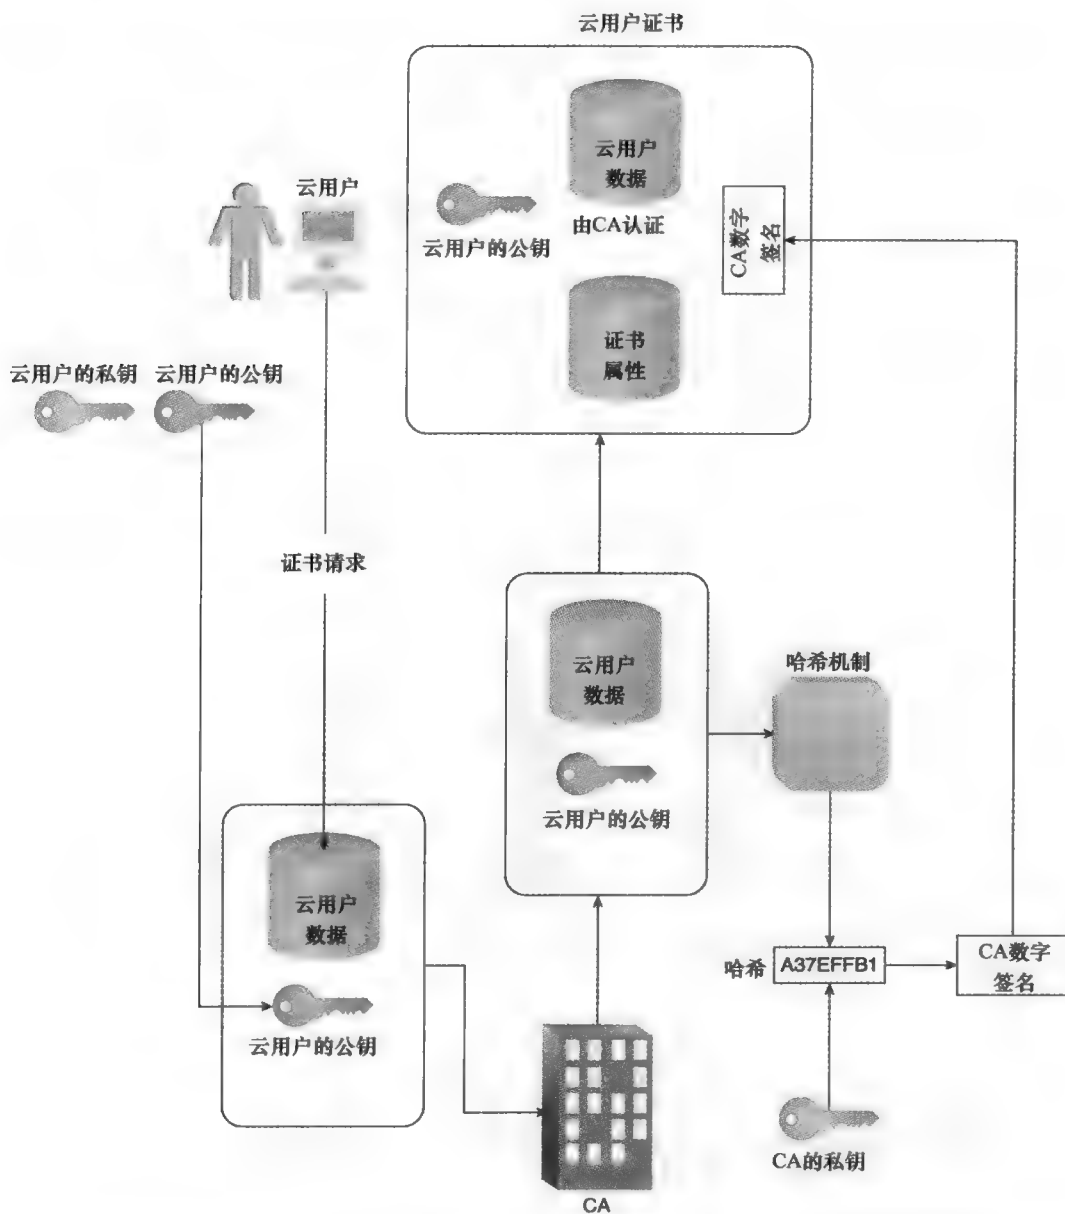 云用户证书
云用户
数据
由CA认证
云用户的公钥
CA数字
签名
证书
属性
云用户
云用户的私钥
云用户的公钥
证书请求
云用户
数据
云用户的公钥
哈希机制
云用户
数据
云用户的公钥
哈希
A37EFFB1
CA数字
签名
CA的私钥
CA